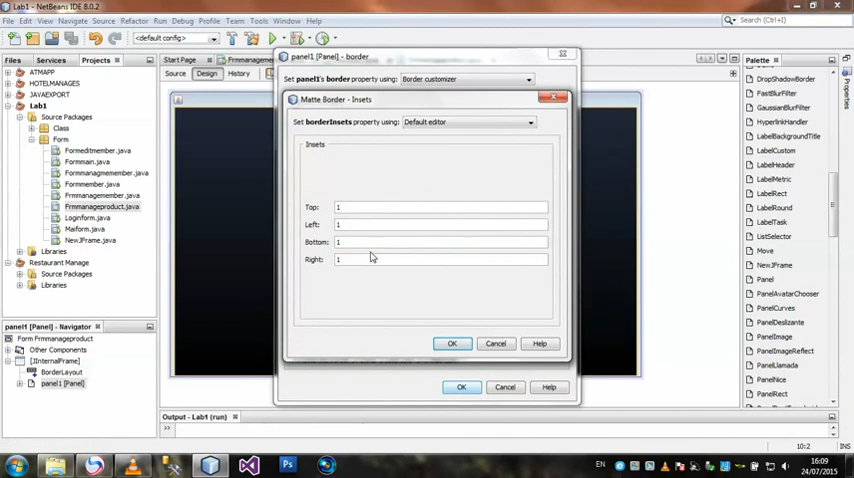 Lab1 - NetBeans IDE 8.0.2
File Edit View Navigate Source Refactor Run Debug Profile Team Tools Window Help
Search (Ctrl+I)
<default config>
Files Services Projects
ATMAPP
HOTELMANAGES
JAVAEXPORT
Lab1
Source Packages
Class
Form
Formeditmember.java
Formmain.java
Formmanagmemember.java
Formmember.java
Frmmanagemember.java
Frmmanageproduct.java
Loginform.java
Maiform.java
NewJFrame.java
Libraries
Restaurant Manage
Source Packages
Libraries
panel1 [Panel] - Navigator
Form Frmmanageproduct
Other Components
[JInternalFrame]
BorderLayout
panel1 [Panel]
Start Page
Source Design History
panel1 [Panel] - border
Set panel1's border property using: Border customizer
Matte Border - Insets
Set borderInsets property using: Default editor
Insets
Top: 1
Left: 1
Bottom: 1
Right: 1
OK Cancel Help
OK Cancel Help
Output - Lab1 (run)
>>
Palette
DropShadowBorder
FastBlurFilter
GaussianBlurFilter
HyperlinkHandler
LabelBackgroundTitle
LabelCustom
LabelHeader
LabelMetric
LabelRect
LabelRound
LabelTask
ListSelector
Move
NewJFrame
Panel
PanelAvatarChooser
PanelCurves
PanelDeslizante
PanelImage
PanelImageReflect
PanelLlamada
PanelNice
PanelRect
Properties
10:2
EN
16:09
24/07/2015